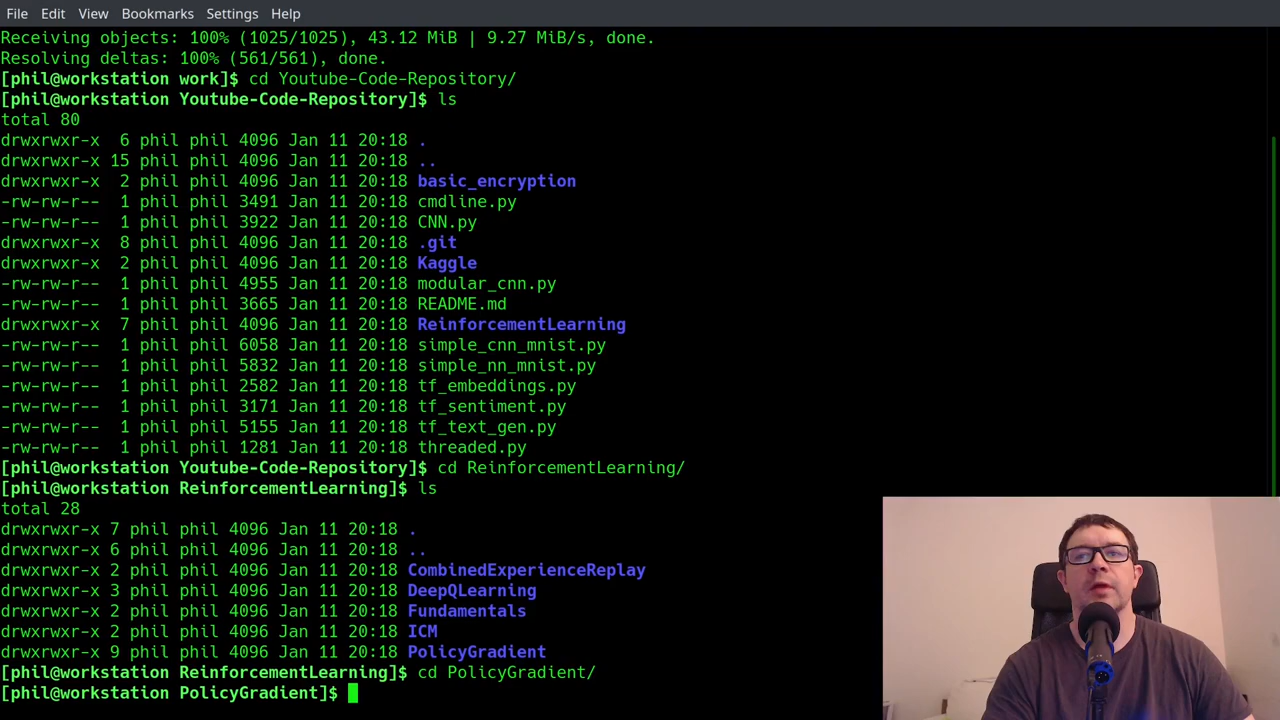 File Edit View Bookmarks Settings Help
Receiving objects: 100% (1025/1025), 43.12 MiB | 9.27 MiB/s, done.
Resolving deltas: 100% (561/561), done.
[phil@workstation work]$ cd Youtube-Code-Repository/
[phil@workstation Youtube-Code-Repository]$ ls
total 80
drwxrwxr-x  6 phil phil 4096 Jan 11 20:18 .
drwxrwxr-x 15 phil phil 4096 Jan 11 20:18 ..
drwxrwxr-x  2 phil phil 4096 Jan 11 20:18 basic_encryption
-rw-rw-r--  1 phil phil 3491 Jan 11 20:18 cmdline.py
-rw-rw-r--  1 phil phil 3922 Jan 11 20:18 CNN.py
drwxrwxr-x  8 phil phil 4096 Jan 11 20:18 .git
drwxrwxr-x  2 phil phil 4096 Jan 11 20:18 Kaggle
-rw-rw-r--  1 phil phil 4955 Jan 11 20:18 modular_cnn.py
-rw-rw-r--  1 phil phil 3665 Jan 11 20:18 README.md
drwxrwxr-x  7 phil phil 4096 Jan 11 20:18 ReinforcementLearning
-rw-rw-r--  1 phil phil 6058 Jan 11 20:18 simple_cnn_mnist.py
-rw-rw-r--  1 phil phil 5832 Jan 11 20:18 simple_nn_mnist.py
-rw-rw-r--  1 phil phil 2582 Jan 11 20:18 tf_embeddings.py
-rw-rw-r--  1 phil phil 3171 Jan 11 20:18 tf_sentiment.py
-rw-rw-r--  1 phil phil 5155 Jan 11 20:18 tf_text_gen.py
-rw-rw-r--  1 phil phil 1281 Jan 11 20:18 threaded.py
[phil@workstation Youtube-Code-Repository]$ cd ReinforcementLearning/
[phil@workstation ReinforcementLearning]$ ls
total 28
drwxrwxr-x 7 phil phil 4096 Jan 11 20:18 .
drwxrwxr-x 6 phil phil 4096 Jan 11 20:18 ..
drwxrwxr-x 2 phil phil 4096 Jan 11 20:18 CombinedExperienceReplay
drwxrwxr-x 3 phil phil 4096 Jan 11 20:18 DeepQLearning
drwxrwxr-x 2 phil phil 4096 Jan 11 20:18 Fundamentals
drwxrwxr-x 2 phil phil 4096 Jan 11 20:18 ICM
drwxrwxr-x 9 phil phil 4096 Jan 11 20:18 PolicyGradient
[phil@workstation ReinforcementLearning]$ cd PolicyGradient/
[phil@workstation PolicyGradient]$